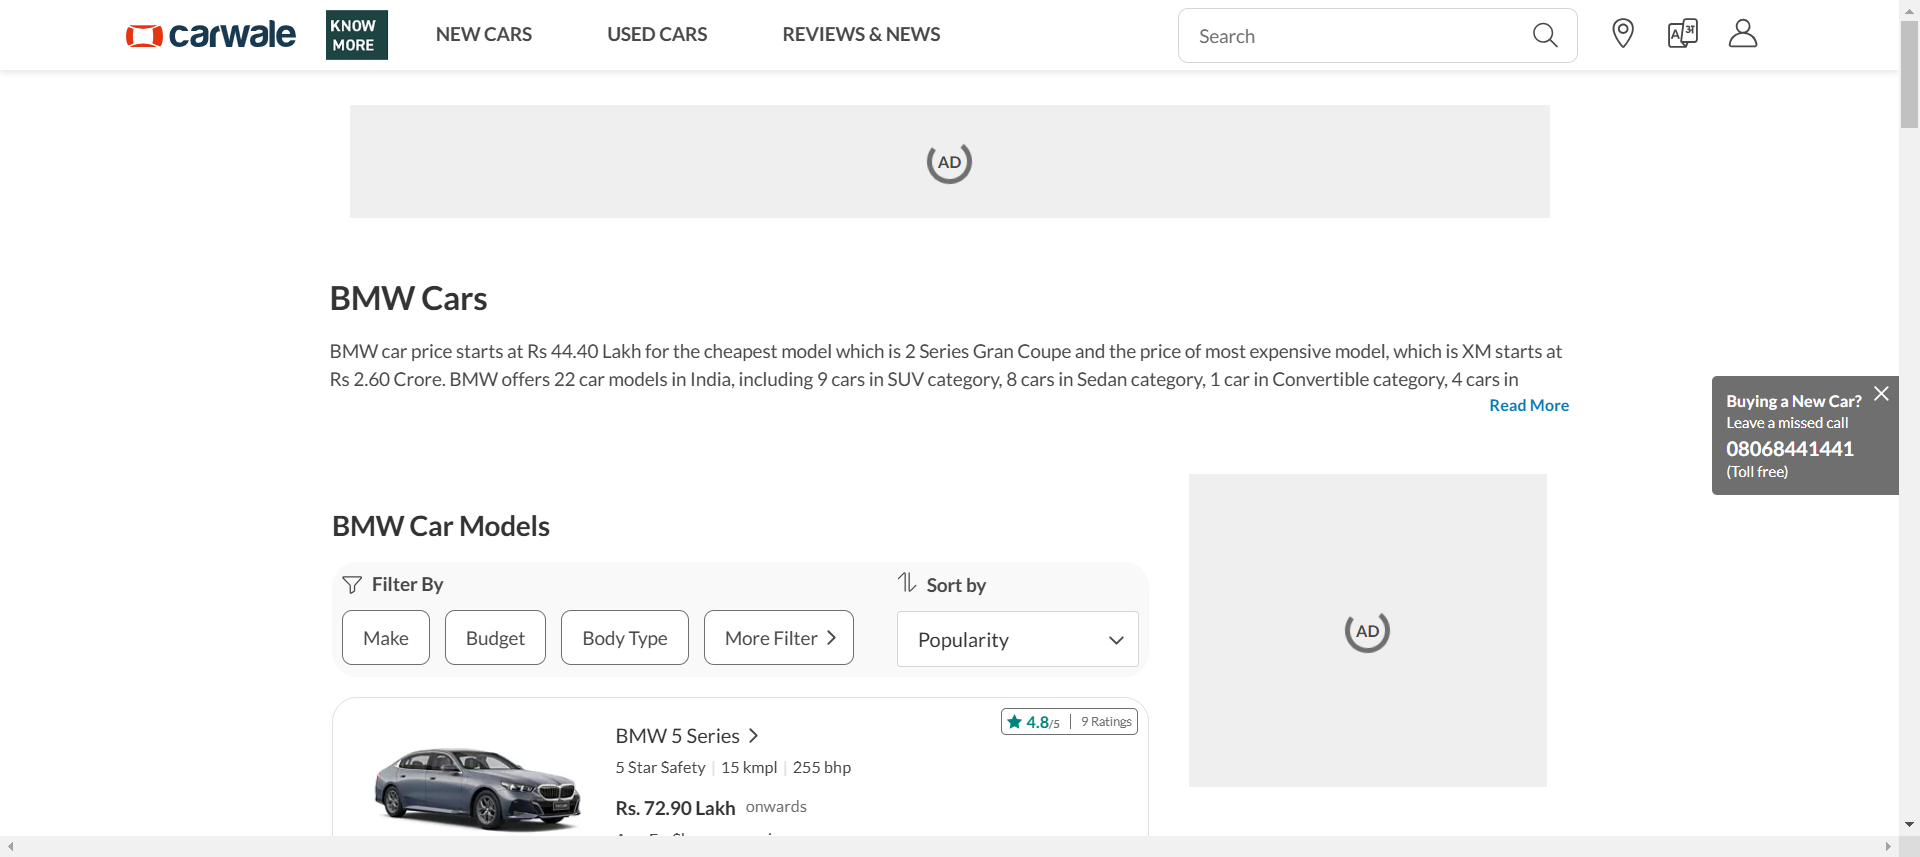 carwale
KNOW
MORE
NEW CARS
USED CARS
REVIEWS & NEWS
Search
A अ
AD
BMW Cars
BMW car price starts at Rs 44.40 Lakh for the cheapest model which is 2 Series Gran Coupe and the price of most expensive model, which is XM starts at
Rs 2.60 Crore. BMW offers 22 car models in India, including 9 cars in SUV category, 8 cars in Sedan category, 1 car in Convertible category, 4 cars in
Read More
Buying a New Car?
Leave a missed call
08068441441
(Toll free)
BMW Car Models
Filter By
Sort by
Make
Budget
Body Type
More Filter
Popularity
AD
4.8/5 | 9 Ratings
BMW 5 Series
5 Star Safety | 15 kmpl | 255 bhp
Rs. 72.90 Lakh onwards